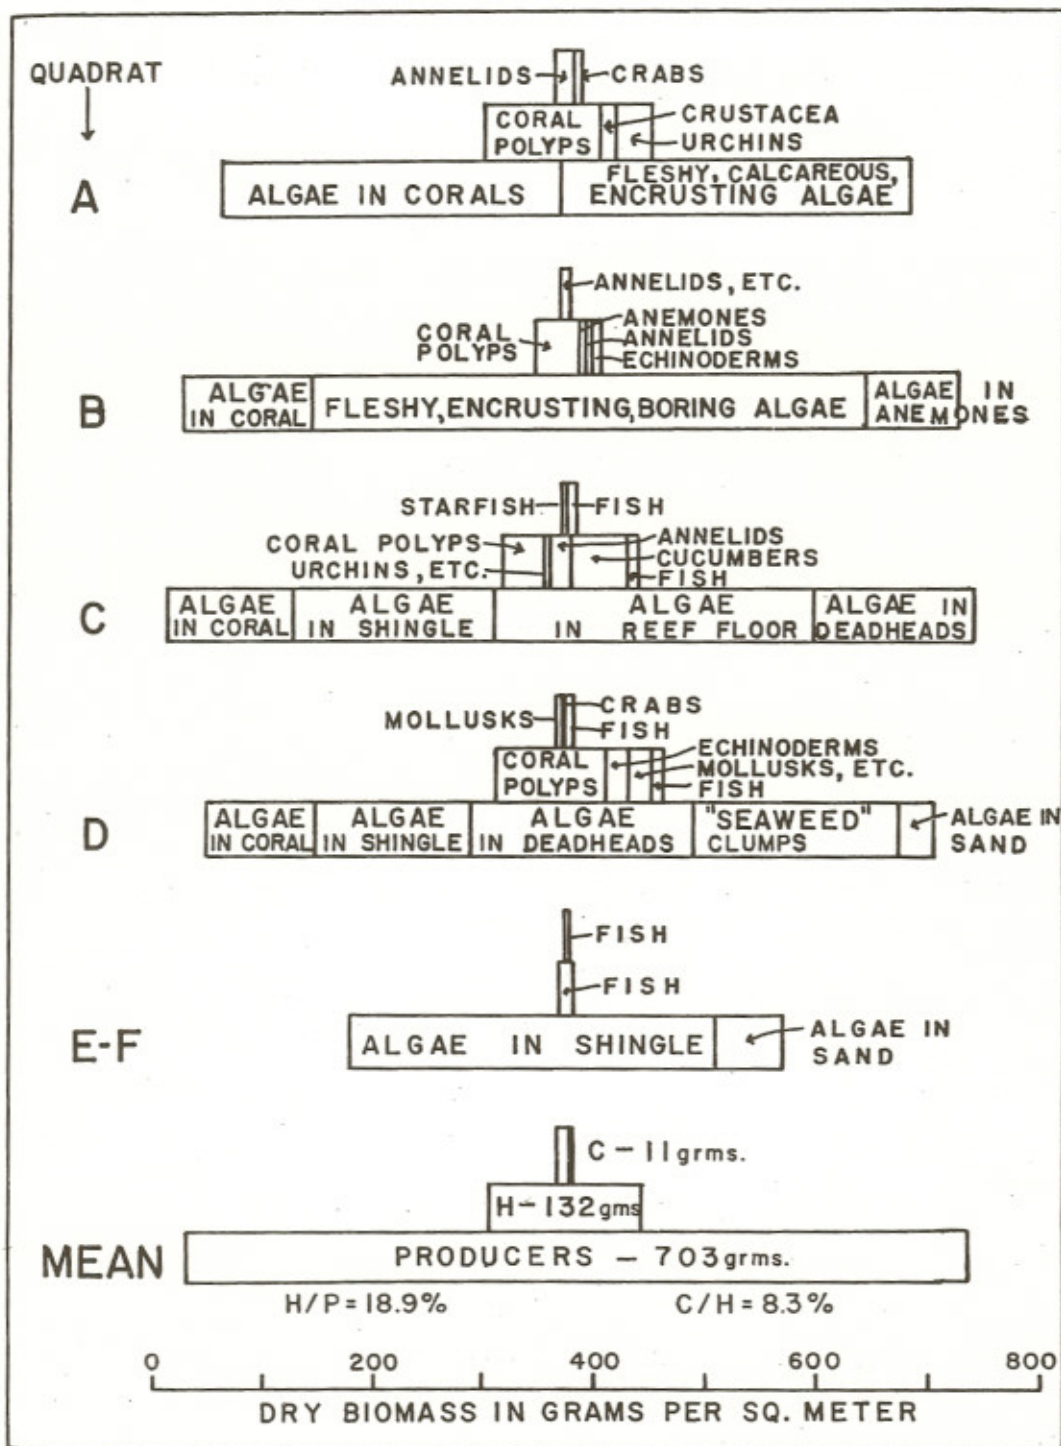 QUADRAT
ANNELIDS
CRABS
CORAL
POLYPS
CRUSTACEA
URCHINS
A
ALGAE IN CORALS
FLESHY, CALCAREOUS,
ENCRUSTING ALGAE
ANNELIDS, ETC.
CORAL
POLYPS
ANEMONES
ANNELIDS
ECHINODERMS
B
ALGAE
IN CORAL
FLESHY, ENCRUSTING, BORING ALGAE
ALGAE IN
ANEMONES
STARFISH
FISH
CORAL POLYPS
URCHINS, ETC.
ANNELIDS
CUCUMBERS
FISH
C
ALGAE
IN CORAL
ALGAE
IN SHINGLE
ALGAE
IN REEF FLOOR
ALGAE IN
DEADHEADS
MOLLUSKS
CRABS
FISH
CORAL
POLYPS
ECHINODERMS
MOLLUSKS, ETC.
FISH
D
ALGAE
IN CORAL
ALGAE
IN SHINGLE
ALGAE
IN DEADHEADS
"SEAWEED"
CLUMPS
ALGAE IN
SAND
FISH
FISH
E-F
ALGAE IN SHINGLE
ALGAE IN
SAND
C - 11 grms.
H - 132 gms
MEAN
PRODUCERS - 703 grms.
H/P = 18.9% C/H = 8.3%
0 200 400 600 800
DRY BIOMASS IN GRAMS PER SQ. METER